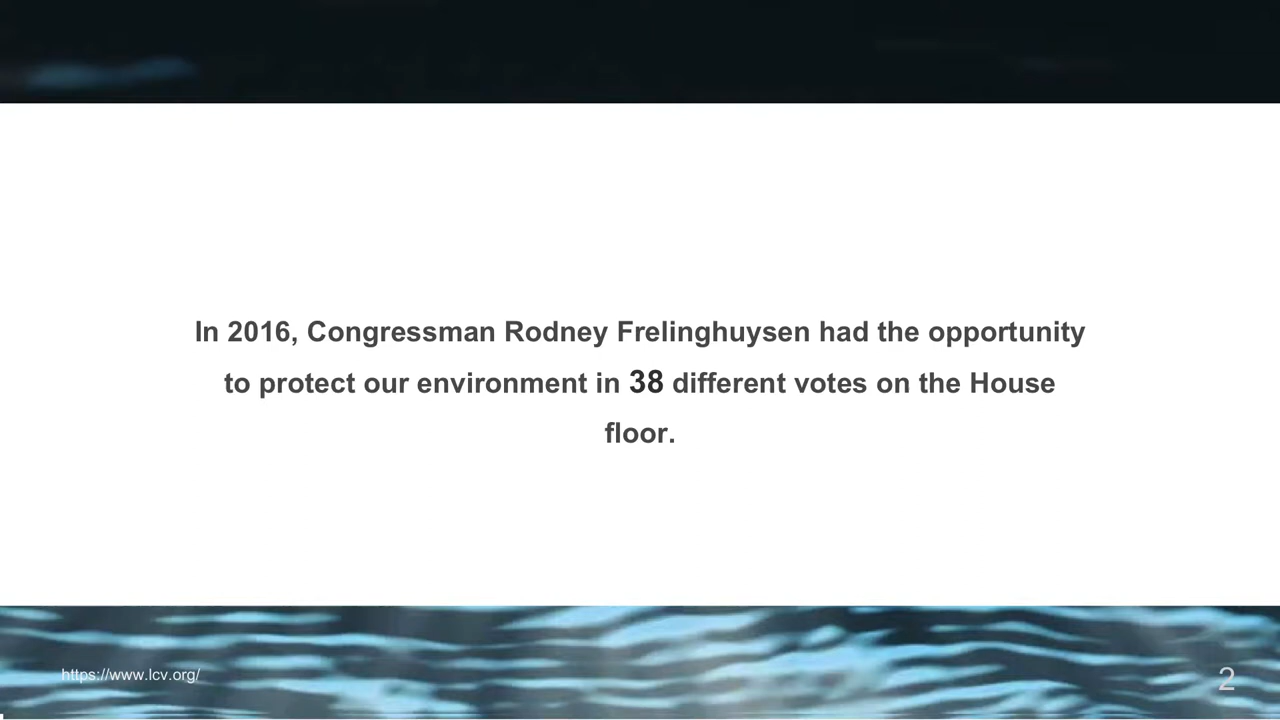 In 2016, Congressman Rodney Frelinghuysen had the opportunity
to protect our environment in 38 different votes on the House
floor.
https://www.lcv.org/
2